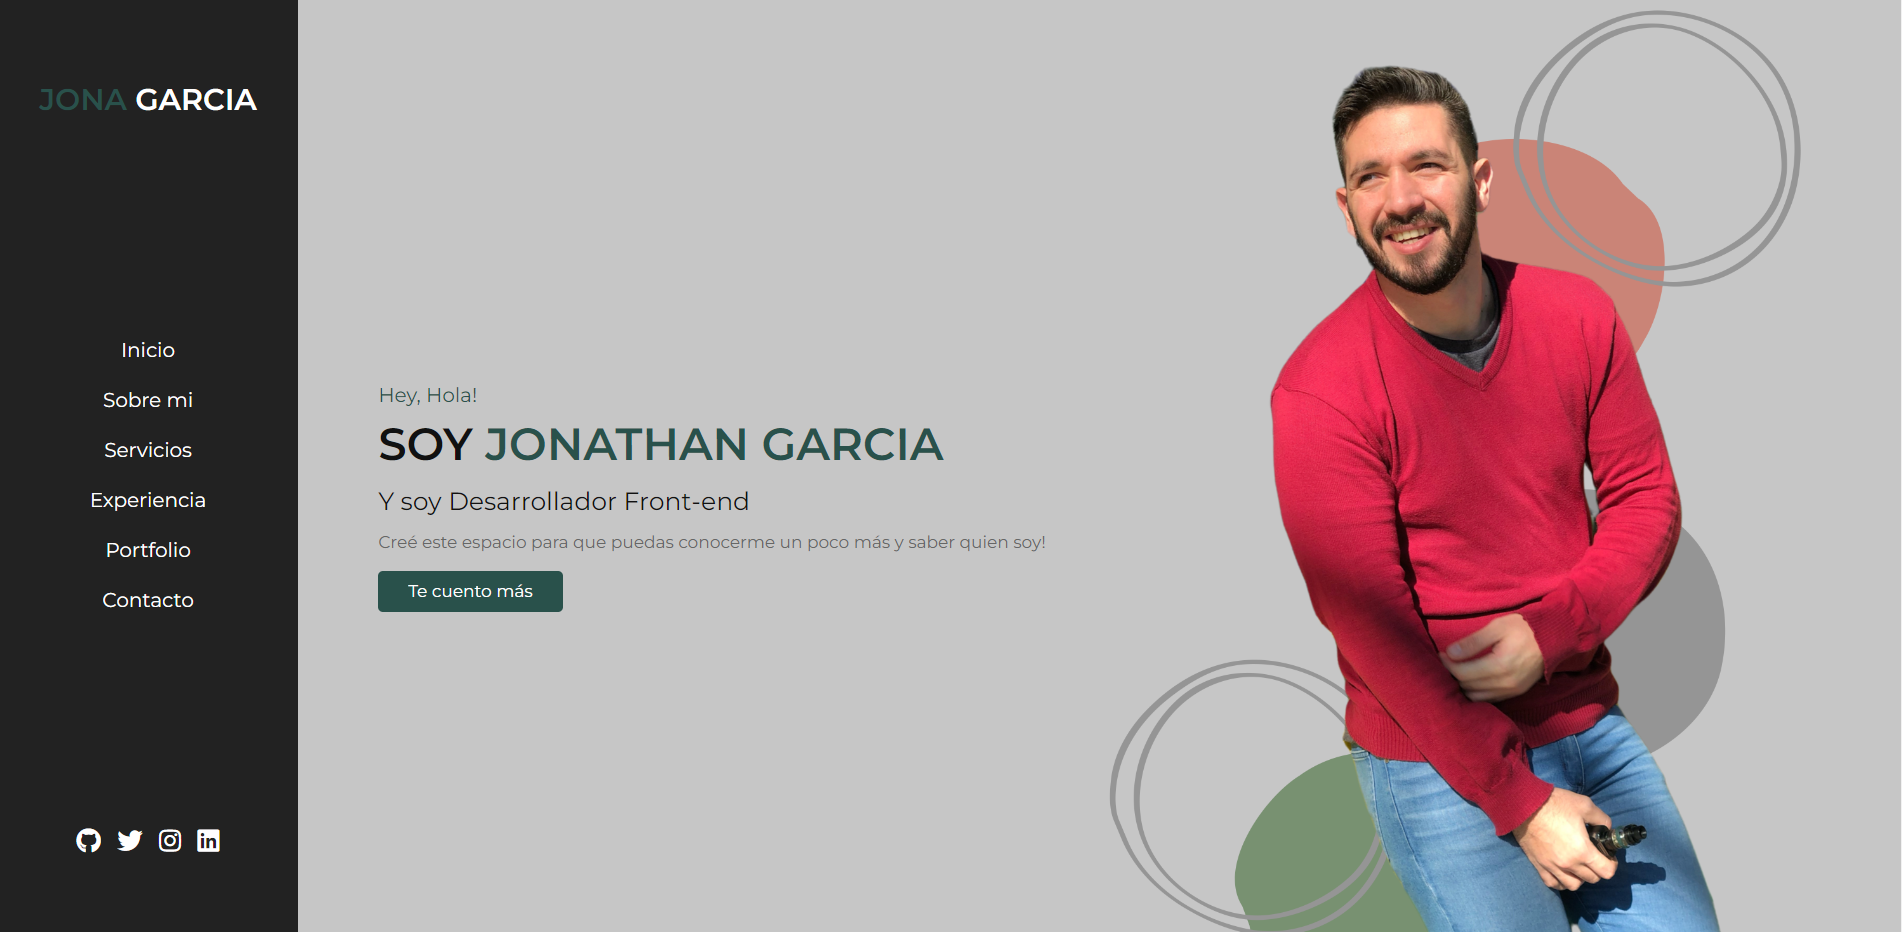 JONA GARCIA
Inicio
Sobre mi
Servicios
Experiencia
Portfolio
Contacto
Hey, Hola!
SOY JONATHAN GARCIA
Y soy Desarrollador Front-end
Creé este espacio para que puedas conocerme un poco más y saber quien soy!
Te cuento más